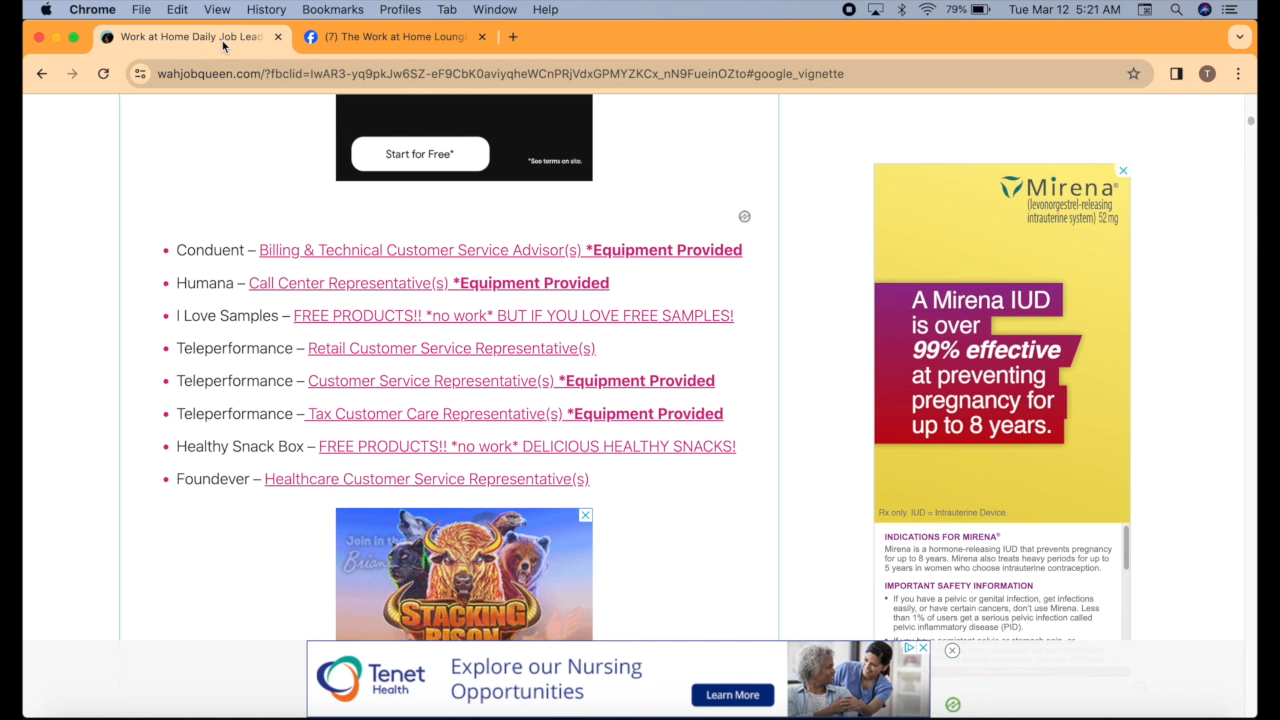 Chrome File Edit View History Bookmarks Profiles Tab Window Help 79% Tue Mar 12 5:21 AM
Work at Home Daily Job Lead
(7) The Work at Home Loung
wahjobqueen.com/?fbclid=IwAR3-yq9pkJw6SZ-eF9CbK0aviyqheWCnPRjVdxGPMYZKCx_nN9FueinOZto#google_vignette
T
Start for Free*
*See terms on site.
• Conduent – Billing & Technical Customer Service Advisor(s) *Equipment Provided
• Humana – Call Center Representative(s) *Equipment Provided
• I Love Samples – FREE PRODUCTS!! *no work* BUT IF YOU LOVE FREE SAMPLES!
• Teleperformance – Retail Customer Service Representative(s)
• Teleperformance – Customer Service Representative(s) *Equipment Provided
• Teleperformance – Tax Customer Care Representative(s) *Equipment Provided
• Healthy Snack Box – FREE PRODUCTS!! *no work* DELICIOUS HEALTHY SNACKS!
• Foundever – Healthcare Customer Service Representative(s)
Join in the
STACKING
BISON
Mirena®
(levonorgestrel-releasing
intrauterine system) 52 mg
A Mirena IUD
is over
99% effective
at preventing
pregnancy for
up to 8 years.
Rx only. IUD = Intrauterine Device.
INDICATIONS FOR MIRENA®
Mirena is a hormone-releasing IUD that prevents pregnancy
for up to 8 years. Mirena also treats heavy periods for up to
5 years in women who choose intrauterine contraception.
IMPORTANT SAFETY INFORMATION
• If you have a pelvic or genital infection, get infections
easily, or have certain cancers, don't use Mirena. Less
than 1% of users get a serious pelvic infection called
pelvic inflammatory disease (PID).
Tenet
Health
Explore our Nursing
Opportunities
Learn More